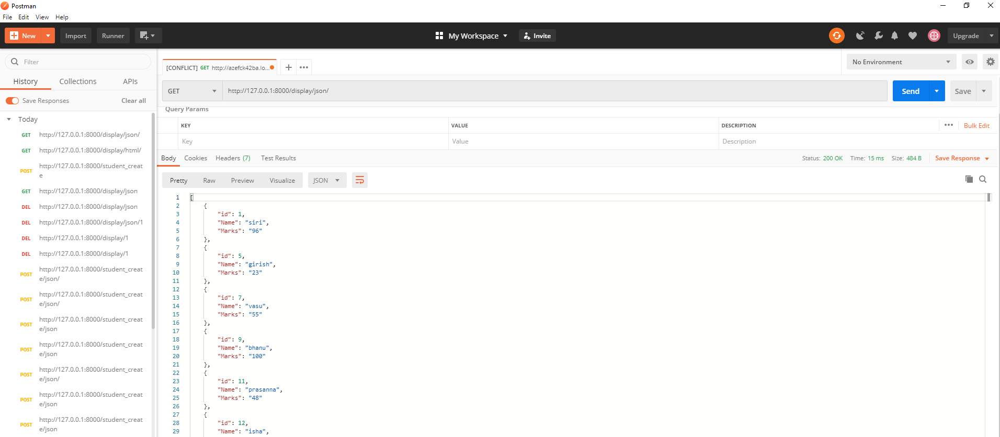 Postman
File Edit View Help
New Import Runner My Workspace Invite Upgrade
Filter
History Collections APIs
Save Responses Clear all
Today
GET http://127.0.0.1:8000/display/json/
GET http://127.0.0.1:8000/display/html/
POST http://127.0.0.1:8000/student_creat
e
GET http://127.0.0.1:8000/display/json
DEL http://127.0.0.1:8000/display/json
DEL http://127.0.0.1:8000/display/json/1
DEL http://127.0.0.1:8000/display/1
DEL http://127.0.0.1:8000/display/1
POST http://127.0.0.1:8000/student_creat
e/json/
POST http://127.0.0.1:8000/student_creat
e/json/
POST http://127.0.0.1:8000/student_creat
e/json
POST http://127.0.0.1:8000/student_creat
e/json
POST http://127.0.0.1:8000/student_creat
e/json/
POST http://127.0.0.1:8000/student_creat
e/json
POST http://127.0.0.1:8000/student_creat
e/json
[CONFLICT] GET http://azefck42ba.lo... + ••• No Environment
GET http://127.0.0.1:8000/display/json/ Send Save
Query Params
KEY VALUE DESCRIPTION ••• Bulk Edit
Key Value Description
Body Cookies Headers (7) Test Results Status: 200 OK Time: 15 ms Size: 484 B Save Response
Pretty Raw Preview Visualize JSON
1 [
2 {
3 "id": 1,
4 "Name": "siri",
5 "Marks": "96"
6 },
7 {
8 "id": 5,
9 "Name": "girish",
10 "Marks": "23"
11 },
12 {
13 "id": 7,
14 "Name": "vasu",
15 "Marks": "55"
16 },
17 {
18 "id": 9,
19 "Name": "bhanu",
20 "Marks": "100"
21 },
22 {
23 "id": 11,
24 "Name": "prasanna",
25 "Marks": "48"
26 },
27 {
28 "id": 12,
29 "Name": "isha",